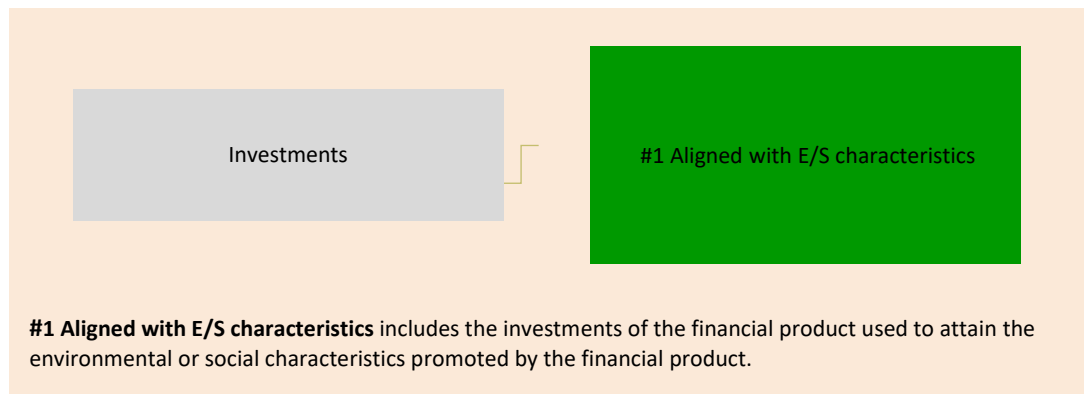 Investments
#1 Aligned with E/S characteristics
#1 Aligned with E/S characteristics includes the investments of the financial product used to attain the
environmental or social characteristics promoted by the financial product.